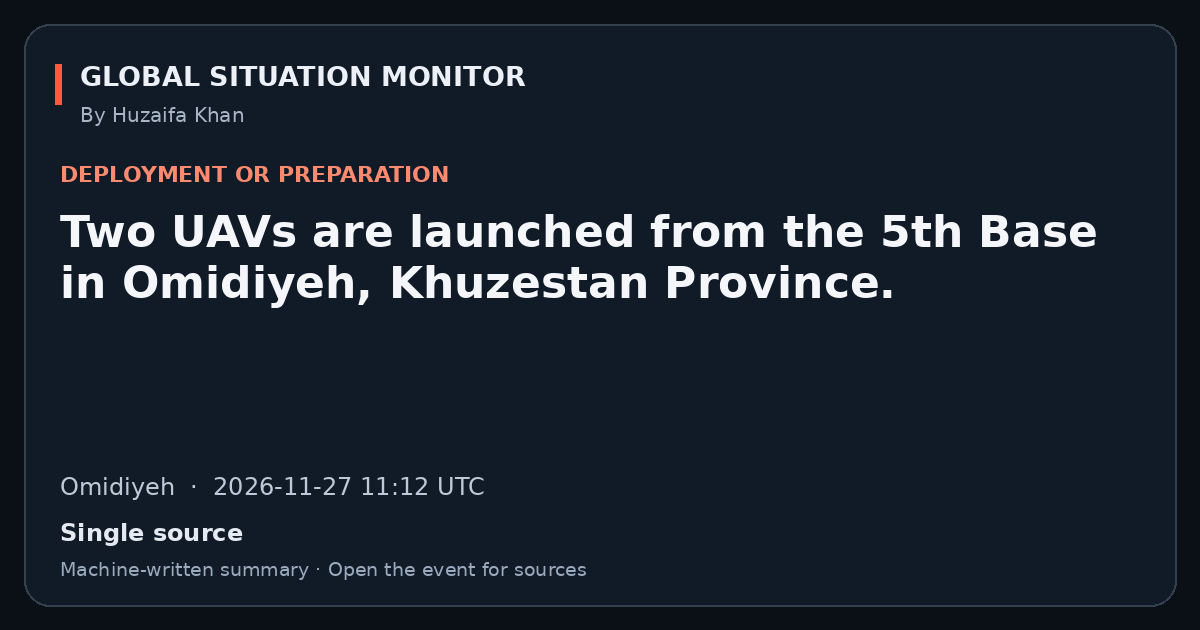 GLOBAL SITUATION MONITOR
By Huzaifa Khan
DEPLOYMENT OR PREPARATION
Two UAVs are launched from the 5th Base
in Omidiyeh, Khuzestan Province.
Omidiyeh · 2026-11-27 11:12 UTC
Single source
Machine-written summary · Open the event for sources